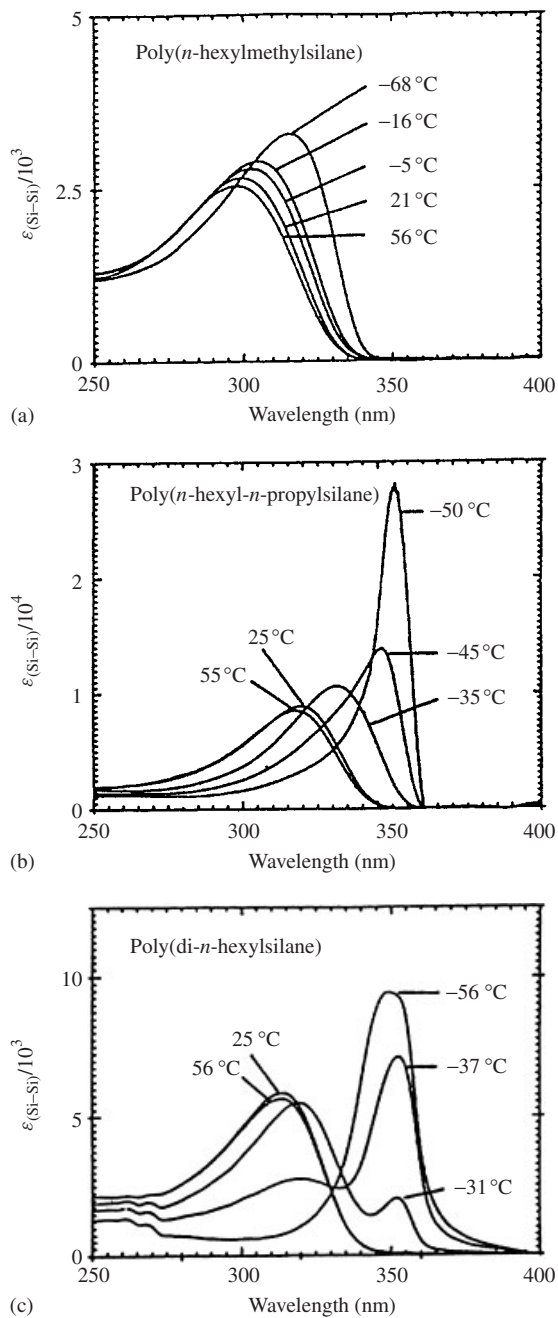 5
Poly(n-hexylmethylsilane)
−68 °C
−16 °C
−5 °C
21 °C
56 °C
2.5
ε(Si–Si)/10³
0
250 300 350 400
(a) Wavelength (nm)
3
Poly(n-hexyl-n-propylsilane)
−50 °C
2
25 °C
−45 °C
55 °C
−35 °C
ε(Si–Si)/10⁴
1
0
250 300 350 400
(b) Wavelength (nm)
Poly(di-n-hexylsilane)
10
−56 °C
25 °C
56 °C
−37 °C
ε(Si–Si)/10³
5
−31 °C
0
250 300 350 400
(c) Wavelength (nm)